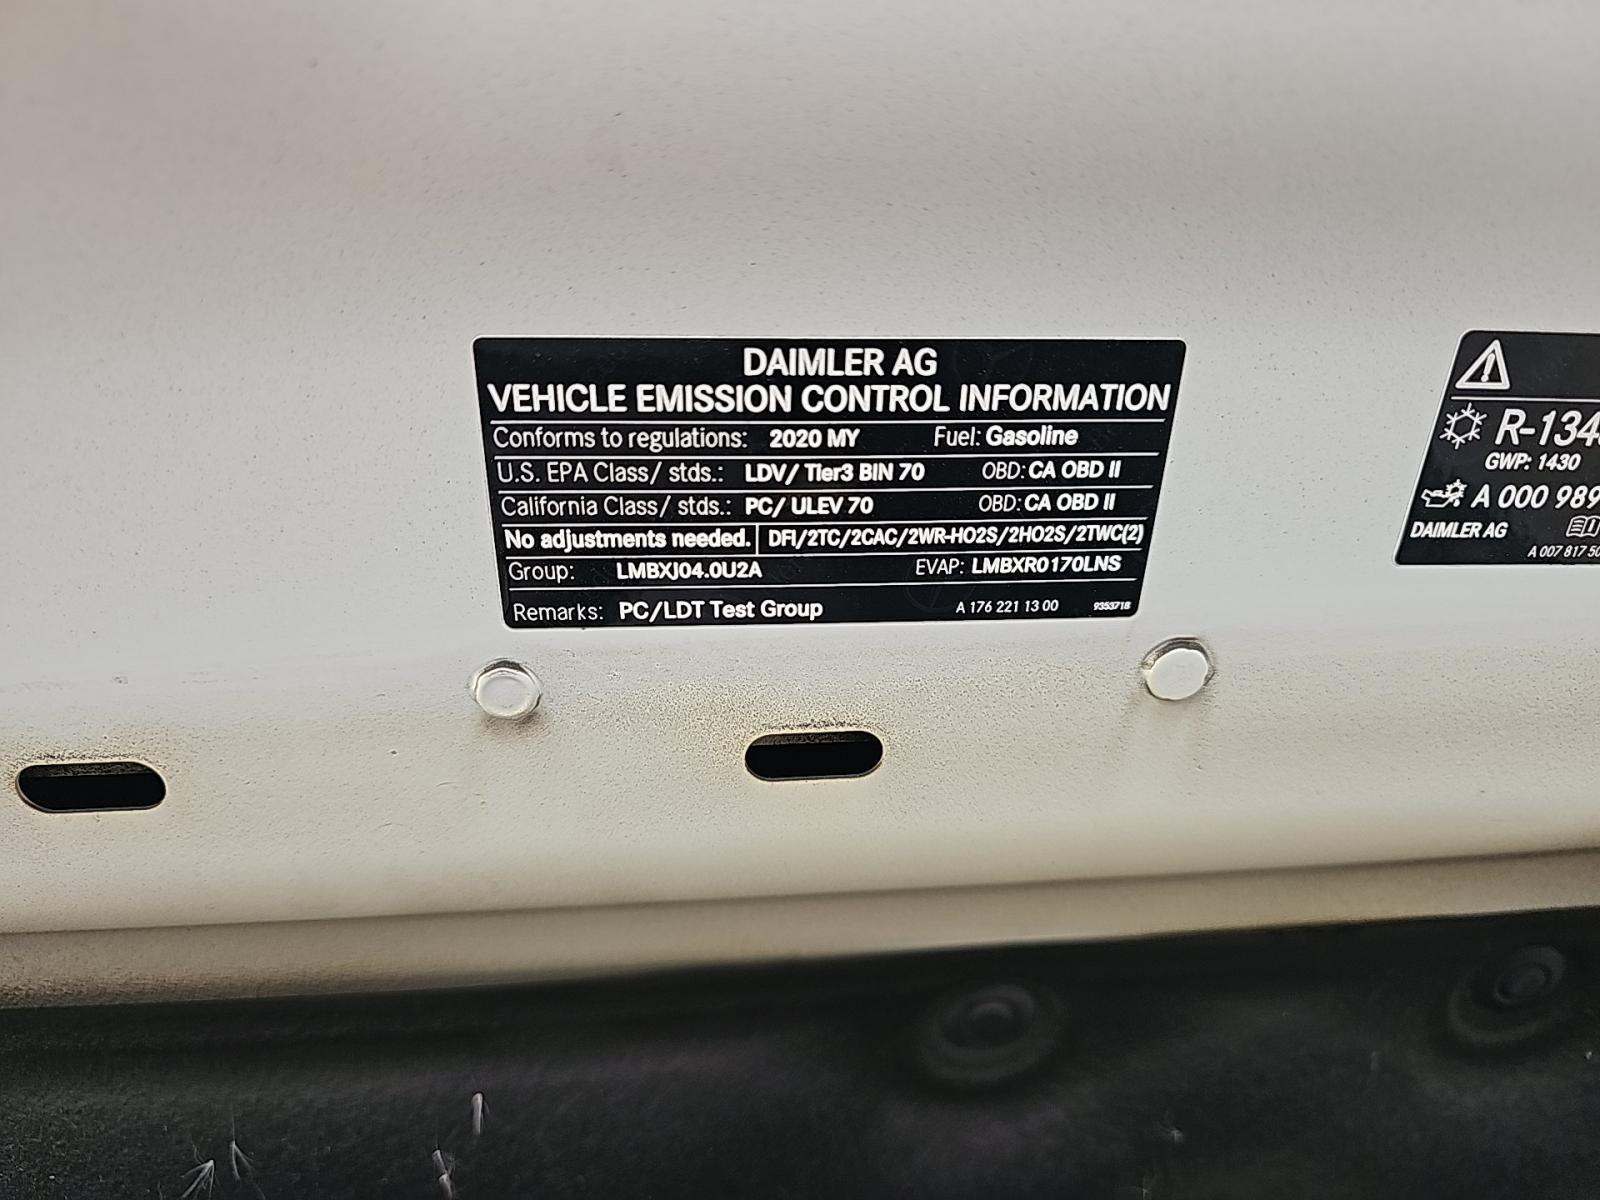 DAIMLER AG
VEHICLE EMISSION CONTROL INFORMATION
Conforms to regulations: 2020 MY Fuel: Gasoline
U.S. EPA Class/ stds.: LDV/ Tier3 BIN 70 OBD: CA OBD II
California Class/ stds.: PC/ ULEV 70 OBD: CA OBD II
No adjustments needed. DFI/2TC/2CAC/2WR-HO2S/2HO2S/2TWC(2)
Group: LMBXJ04.0U2A EVAP: LMBXR0170LNS
Remarks: PC/LDT Test Group A 176 221 13 00 9353718
R-134
GWP: 1430
A 000 989
DAIMLER AG
A 007 817 50